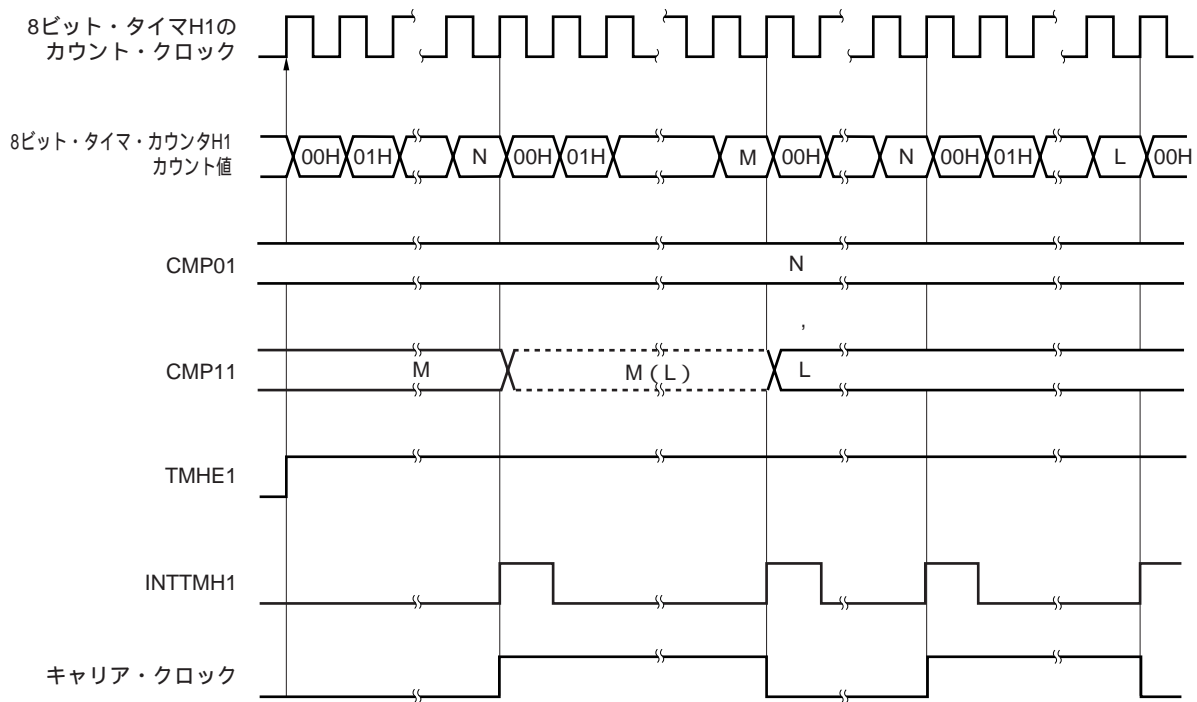 8ビット・タイマH1の
カウント・クロック
8ビット・タイマ・カウンタH1
カウント値
00H 01H N 00H 01H M 00H N 00H 01H L 00H
CMP01
N
,
CMP11
M M(L) L
TMHE1
INTTMH1
キャリア・クロック